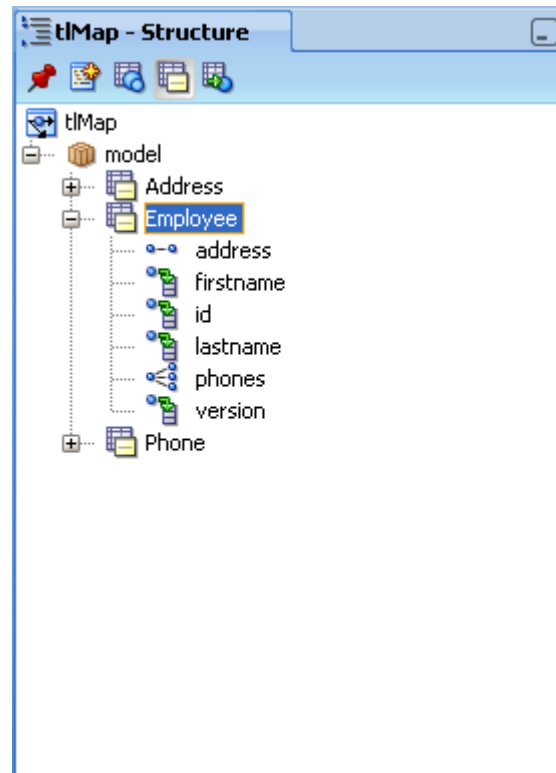 tlMap - Structure
tlMap
model
Address
Employee
address
firstname
id
lastname
phones
version
Phone